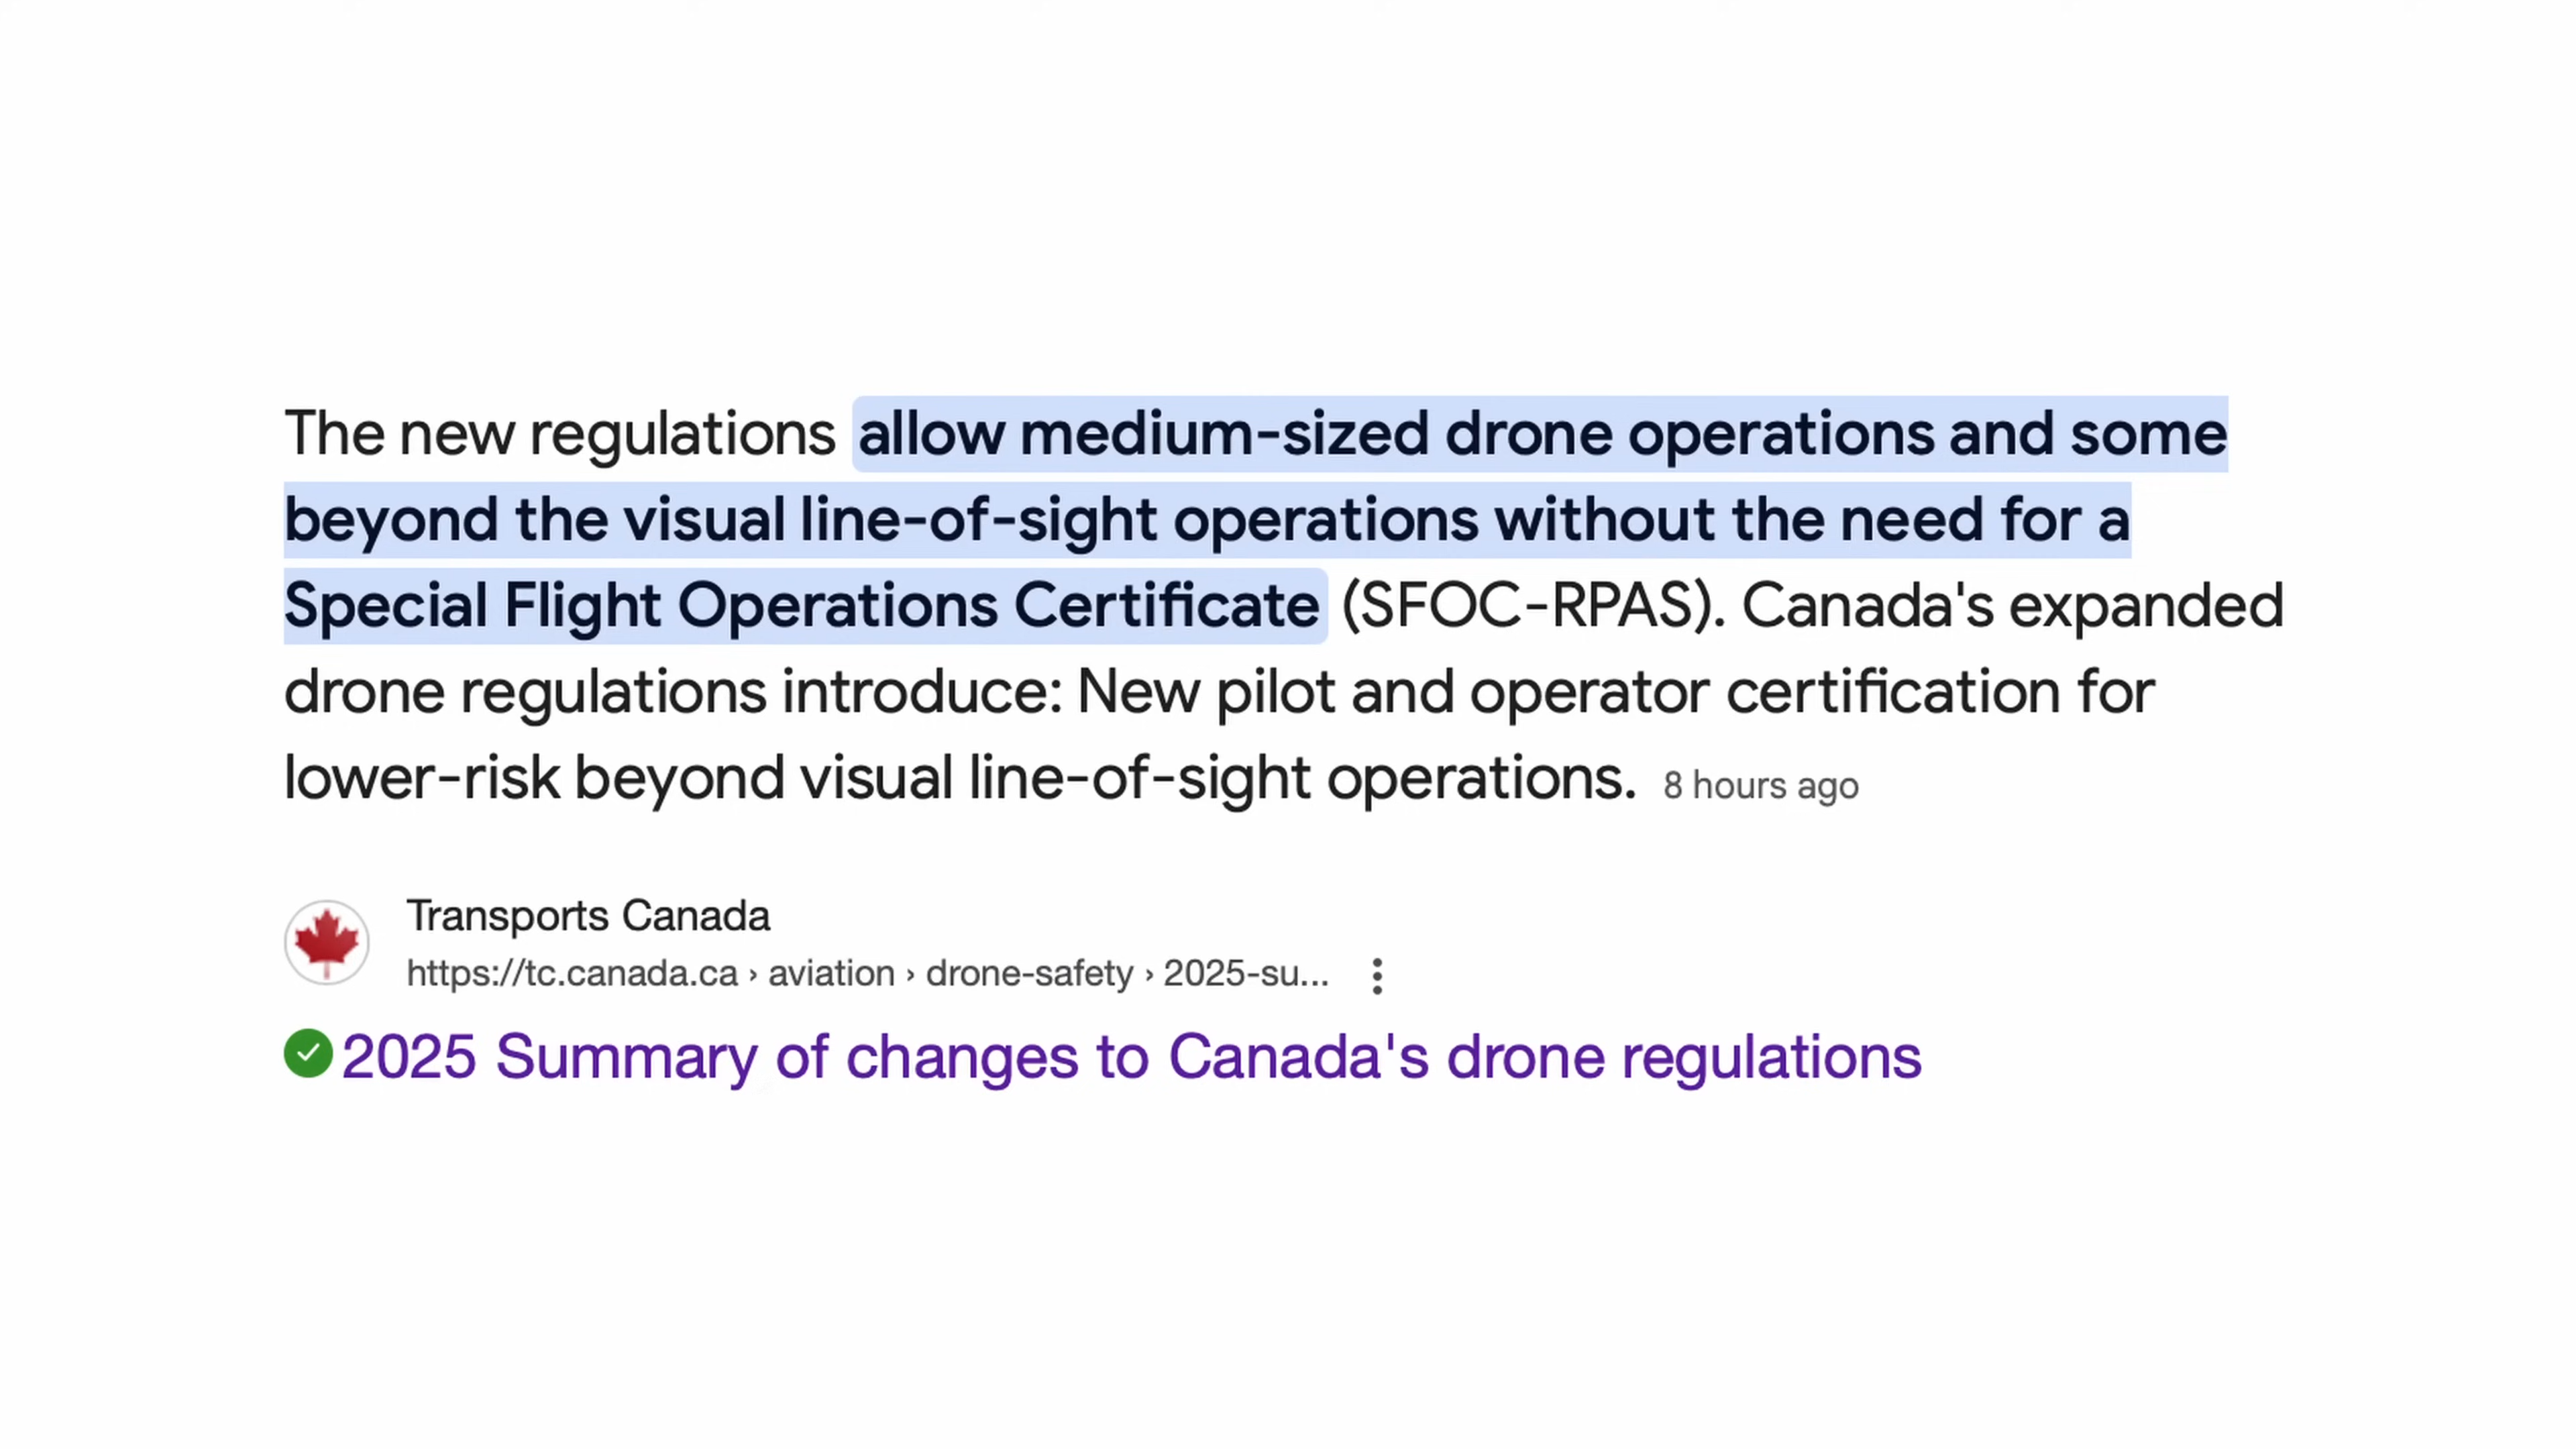 The new regulations allow medium-sized drone operations and some
beyond the visual line-of-sight operations without the need for a
Special Flight Operations Certificate (SFOC-RPAS). Canada's expanded
drone regulations introduce: New pilot and operator certification for
lower-risk beyond visual line-of-sight operations. 8 hours ago
Transports Canada
https://tc.canada.ca › aviation › drone-safety › 2025-su...
2025 Summary of changes to Canada's drone regulations